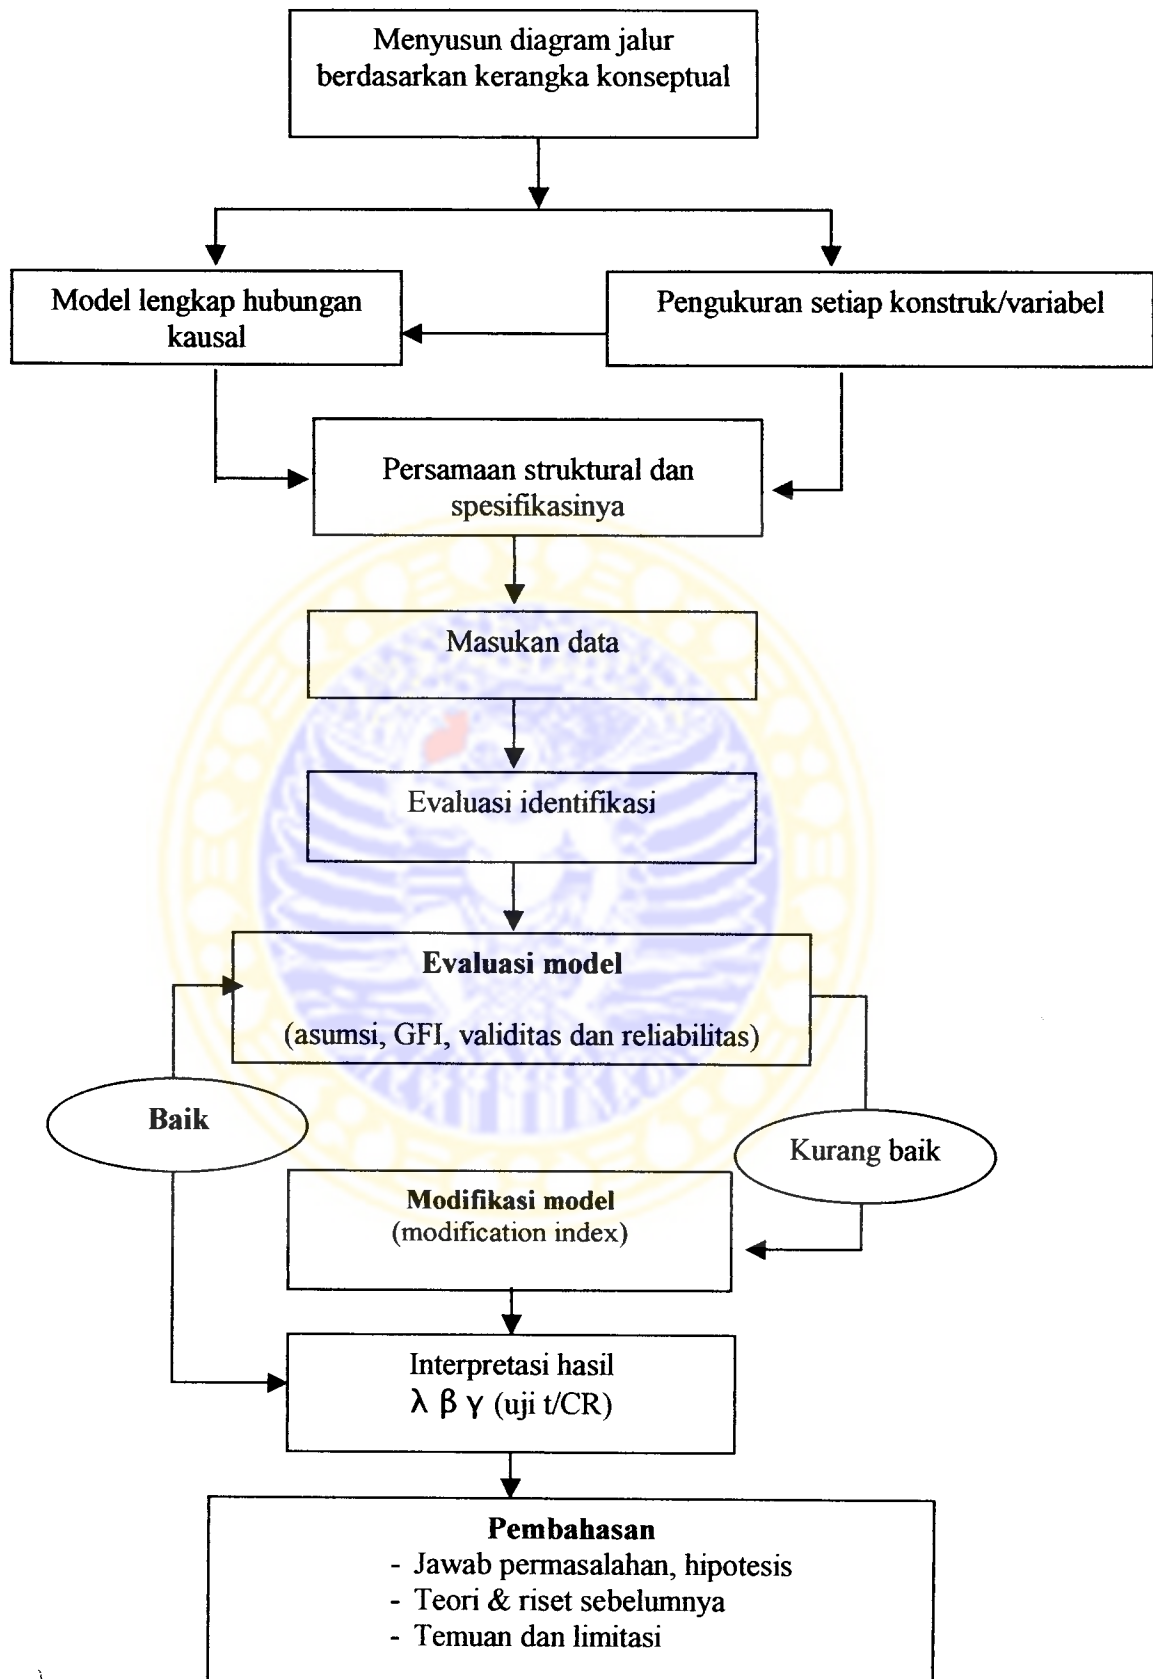 Menyusun diagram jalur
berdasarkan kerangka konseptual
Model lengkap hubungan
kausal
Pengukuran setiap konstruk/variabel
Persamaan struktural dan
spesifikasinya
Masukan data
Evaluasi identifikasi
Evaluasi model
(asumsi, GFI, validitas dan reliabilitas)
Baik
Kurang baik
Modifikasi model
(modification index)
Interpretasi hasil
λ β γ (uji t/CR)
Pembahasan
- Jawab permasalahan, hipotesis
- Teori & riset sebelumnya
- Temuan dan limitasi